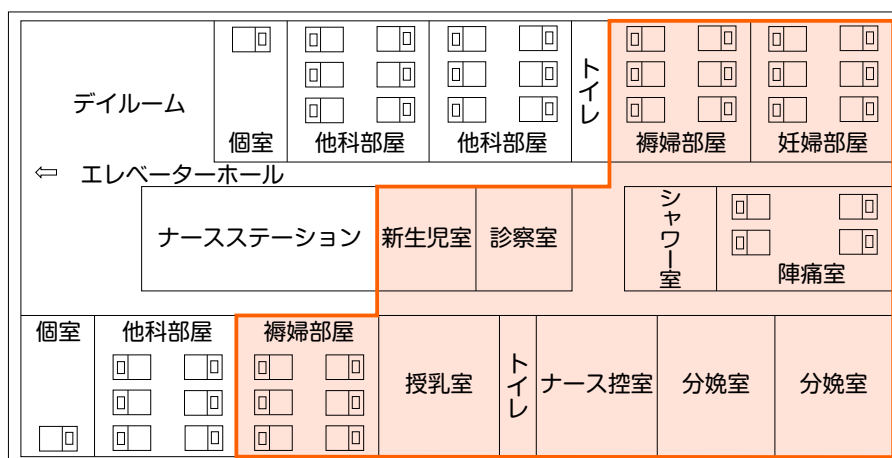 デイルーム
個室
他科部屋
他科部屋
トイレ
褥婦部屋
妊婦部屋
⇦ エレベーターホール
ナースステーション
新生児室
診察室
シャワー室
陣痛室
個室
他科部屋
褥婦部屋
授乳室
トイレ
ナース控室
分娩室
分娩室